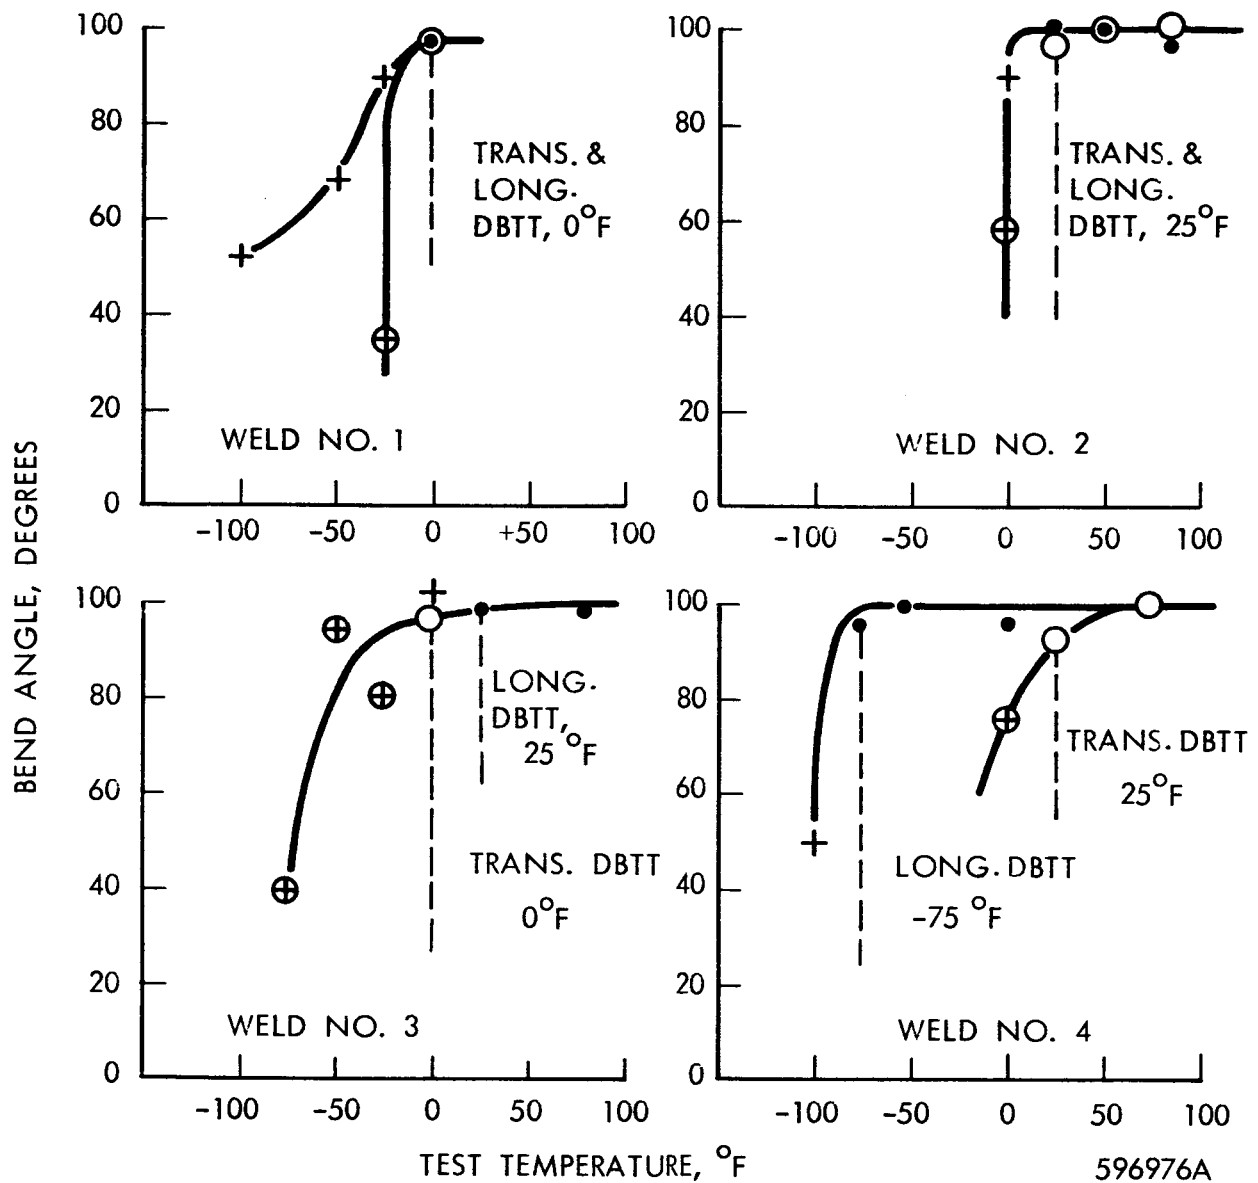 100
80
60
40
20
0
TRANS. &
LONG.
DBTT, 0°F
WELD NO. 1
-100 -50 0 +50 100
100
80
60
40
20
0
TRANS. &
LONG.
DBTT, 25°F
WELD NO. 2
-100 -50 0 50 100
BEND ANGLE, DEGREES
100
80
60
40
20
0
LONG.
DBTT,
25 °F
TRANS. DBTT
0°F
WELD NO. 3
-100 -50 0 50 100
100
80
60
40
20
0
TRANS. DBTT
25°F
LONG. DBTT
-75 °F
WELD NO. 4
-100 -50 0 50 100
TEST TEMPERATURE, °F
596976A